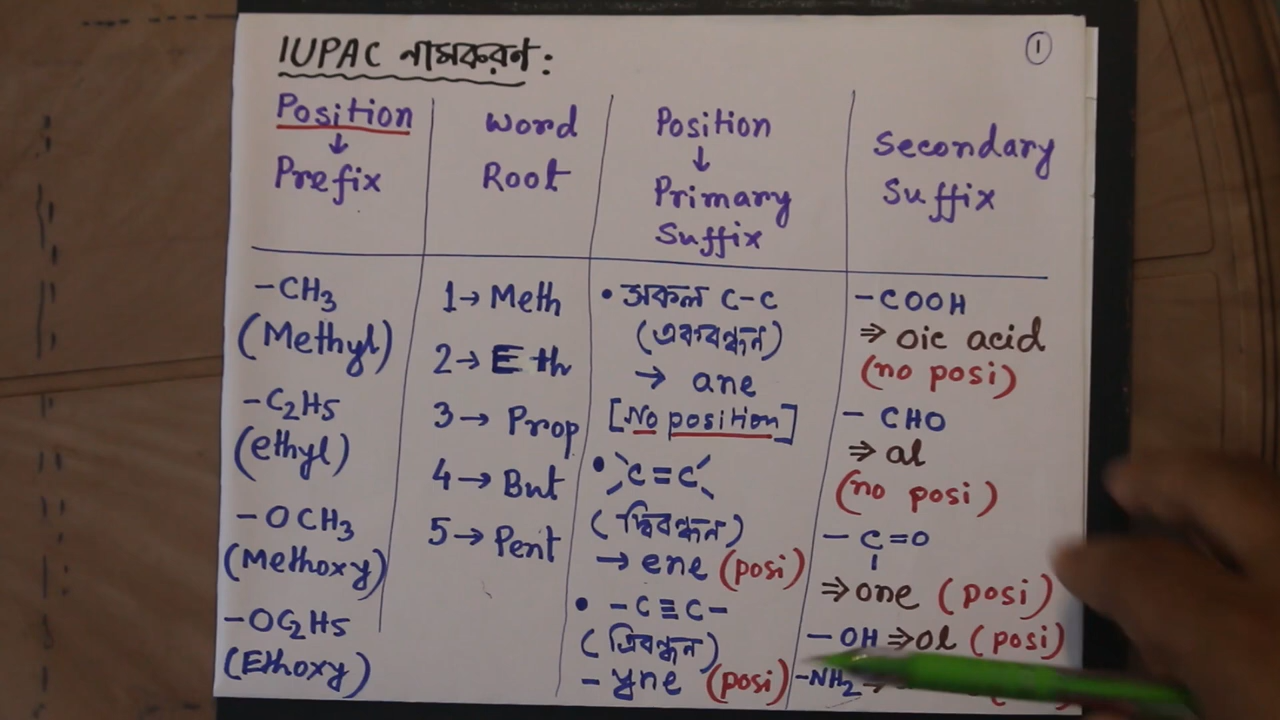 IUPAC নামকরণ:
1
Position
↓
Prefix
-CH3
(Methyl)
-C2H5
(ethyl)
-OCH3
(Methoxy)
-OC2H5
(Ethoxy)
Word
Root
1→ Meth
2→ Eth
3→ Prop
4→ But
5→ Pent
Position
↓
Primary
Suffix
• সকল C-C
(একবন্ধন)
→ ane
[No position]
• C=C
(দ্বিবন্ধন)
→ ene (posi)
• -C≡C-
(ত্রিবন্ধন)
- yne (posi)
Secondary
Suffix
-COOH
⇒ oic acid
(no posi)
- CHO
⇒ al
(no posi)
- C=O
⇒ one (posi)
- OH ⇒ ol (posi)
-NH2